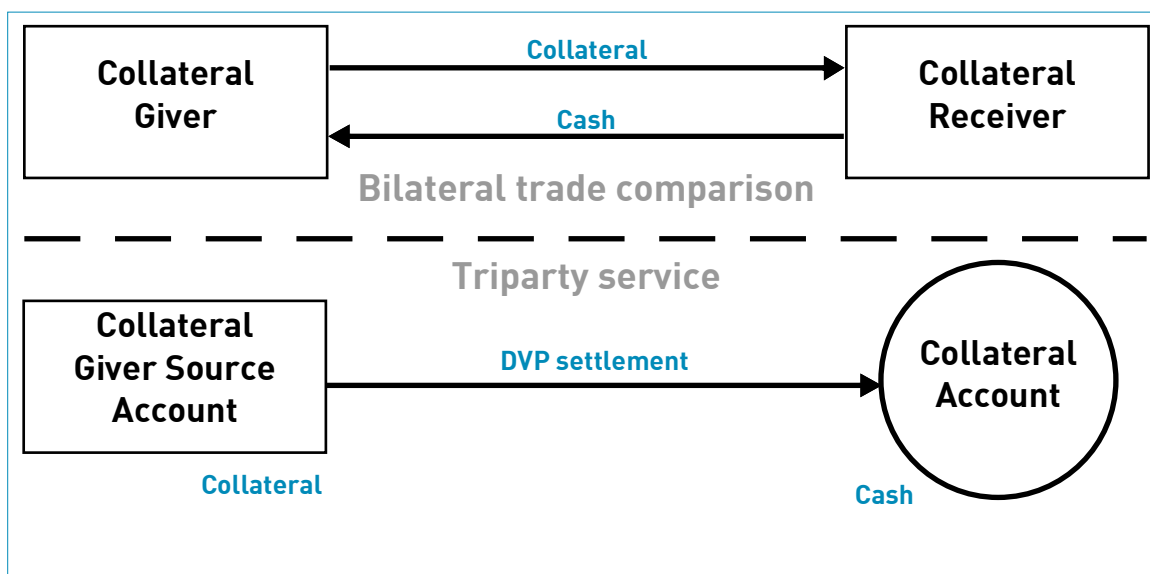 Collateral
Giver
Collateral
Cash
Collateral
Receiver
Bilateral trade comparison
Triparty service
Collateral
Giver Source
Account
DVP settlement
Collateral
Account
Collateral
Cash